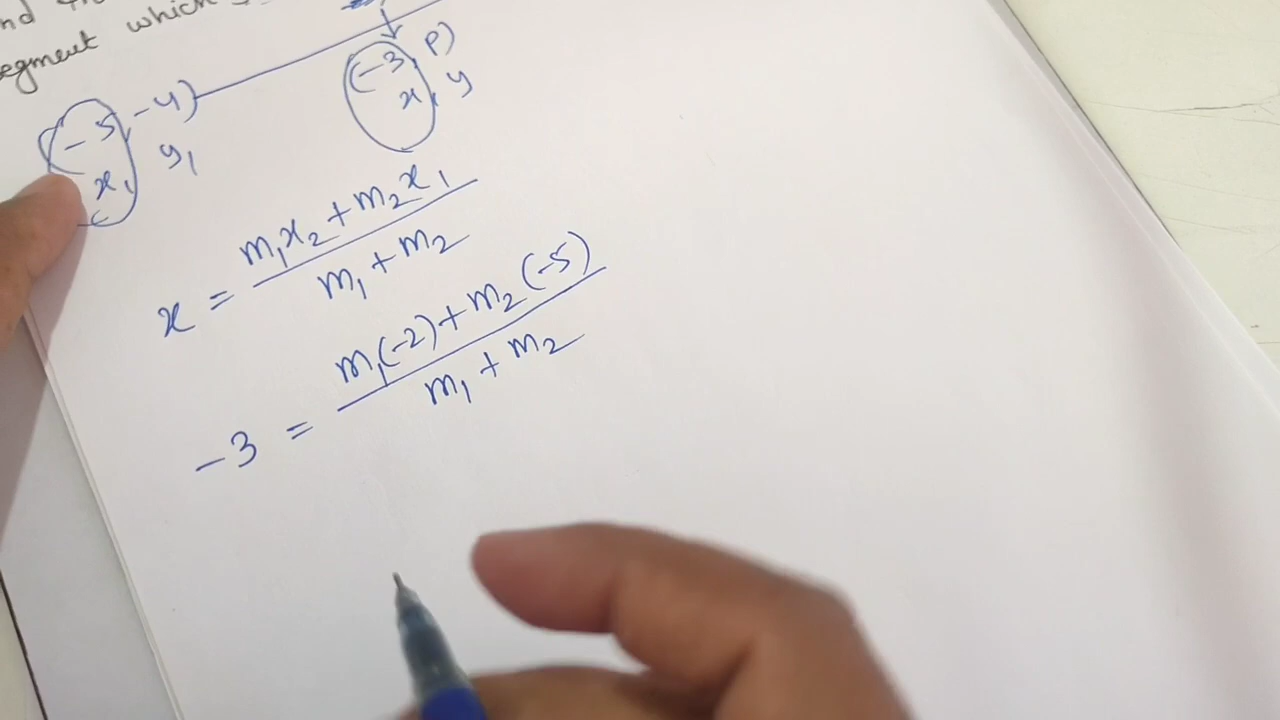 segment which
(-3, P)
x, y
(-5, -4)
x₁ y₁
x = m₁x₂ + m₂x₁ / m₁ + m₂
-3 = m₁(-2) + m₂(-5) / m₁ + m₂